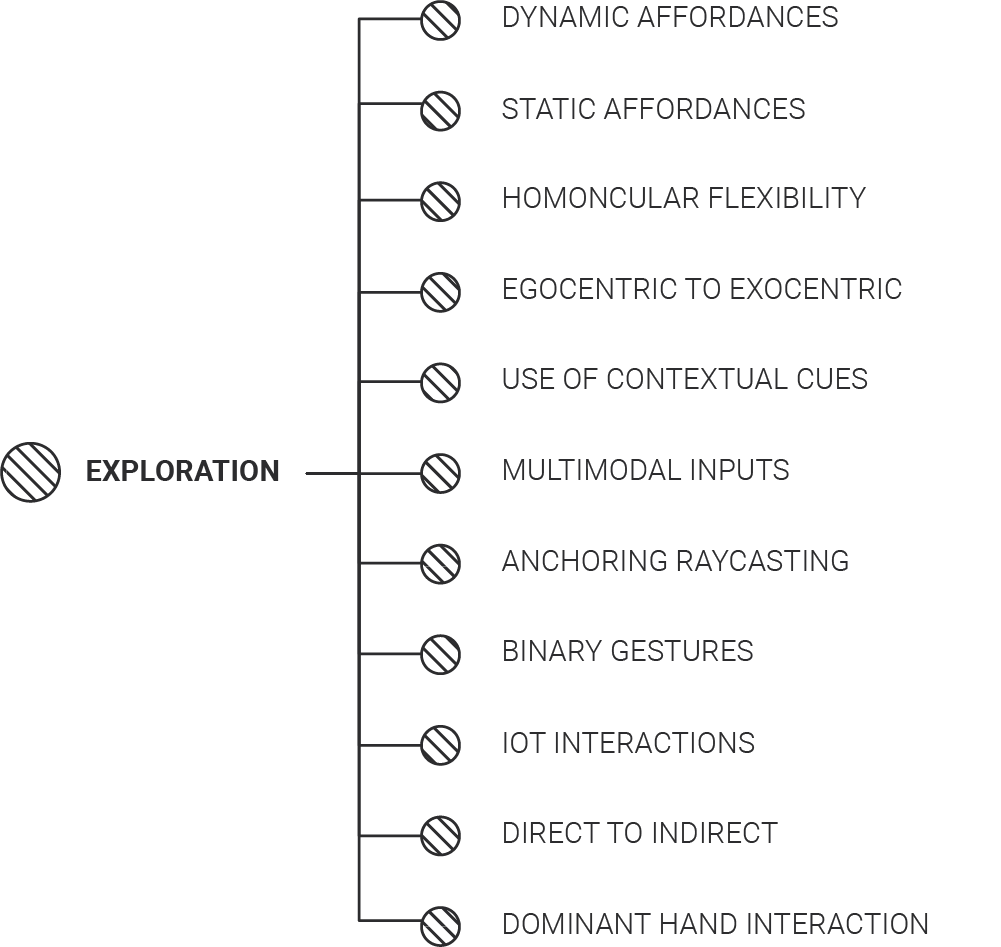 DYNAMIC AFFORDANCES
STATIC AFFORDANCES
HOMONCULAR FLEXIBILITY
EGOCENTRIC TO EXOCENTRIC
USE OF CONTEXTUAL CUES
EXPLORATION
MULTIMODAL INPUTS
ANCHORING RAYCASTING
BINARY GESTURES
IOT INTERACTIONS
DIRECT TO INDIRECT
DOMINANT HAND INTERACTION